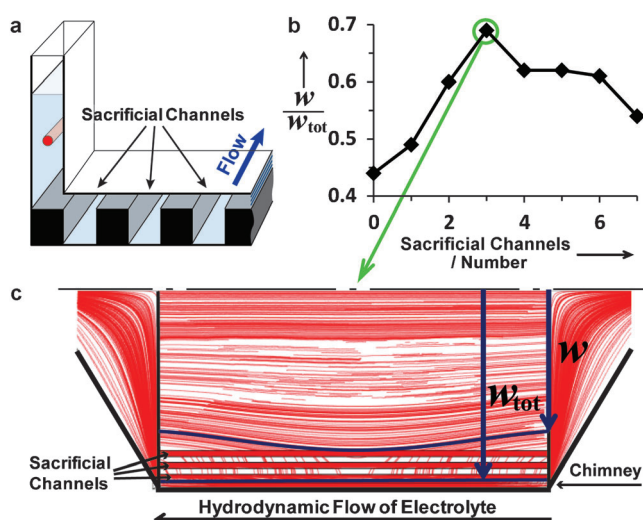 a
Sacrificial Channels
Flow
b
w
w_tot
0.7
0.6
0.5
0.4
0 2 4 6
Sacrificial Channels
/ Number
c
w
w_tot
Sacrificial
Channels
Chimney
Hydrodynamic Flow of Electrolyte